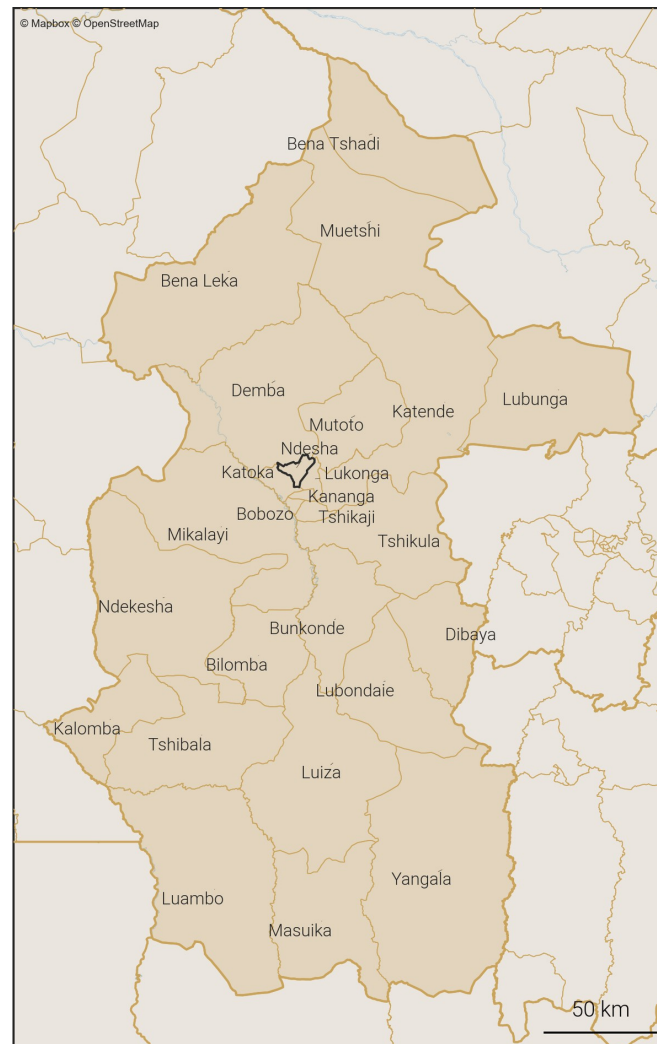 © Mapbox © OpenStreetMap
Bena Tshadi
Muetshi
Bena Leka
Demba
Katende
Lubunga
Mutoto
Ndesha
Katoka
Lukonga
Kananga
Bobozo
Tshikaji
Mikalayi
Tshikula
Ndekesha
Bunkonde
Dibaya
Bilomba
Lubondaie
Kalomba
Tshibala
Luiza
Yangala
Luambo
Masuika
50 km